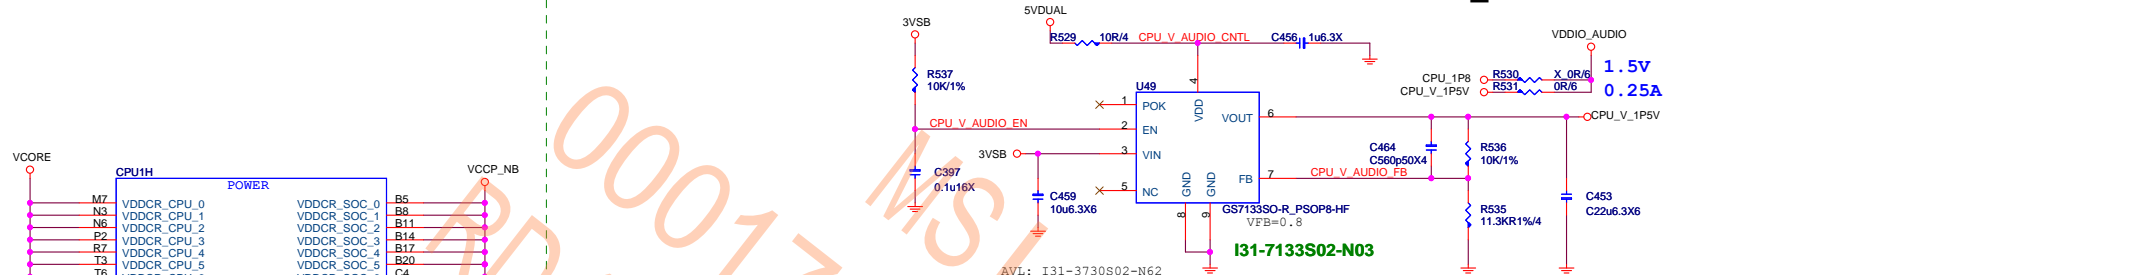 5VDUAL
3VSB
R529 10R/4 CPU_V_AUDIO_CNTL C456 1u6.3X
VDDIO_AUDIO
R537
10K/1%
CPU_1P8 R530 X_0R/6
CPU_V_1P5V R531 0R/6
1.5V
0.25A
U49
4
VDD
1 POK
CPU_V_AUDIO_EN 2 EN
VOUT 6
CPU_V_1P5V
3VSB 3 VIN
C464
C560p50X4
R536
10K/1%
C397
0.1u16X
5 NC
GND
GND
FB 7 CPU_V_AUDIO_FB
C459
10u6.3X6
8
9
GS7133SO-R_PSOP8-HF
VFB=0.8
R535
11.3KR1%/4
C453
C22u6.3X6
I31-7133S02-N03
AVL: I31-3730S02-N62
VCORE
CPU1H
VCCP_NB
POWER
M7 VDDCR_CPU_0 VDDCR_SOC_0 B5
N3 VDDCR_CPU_1 VDDCR_SOC_1 B8
N6 VDDCR_CPU_2 VDDCR_SOC_2 B11
P2 VDDCR_CPU_3 VDDCR_SOC_3 B14
R7 VDDCR_CPU_4 VDDCR_SOC_4 B17
T3 VDDCR_CPU_5 VDDCR_SOC_5 B20
T6 C4
MSI